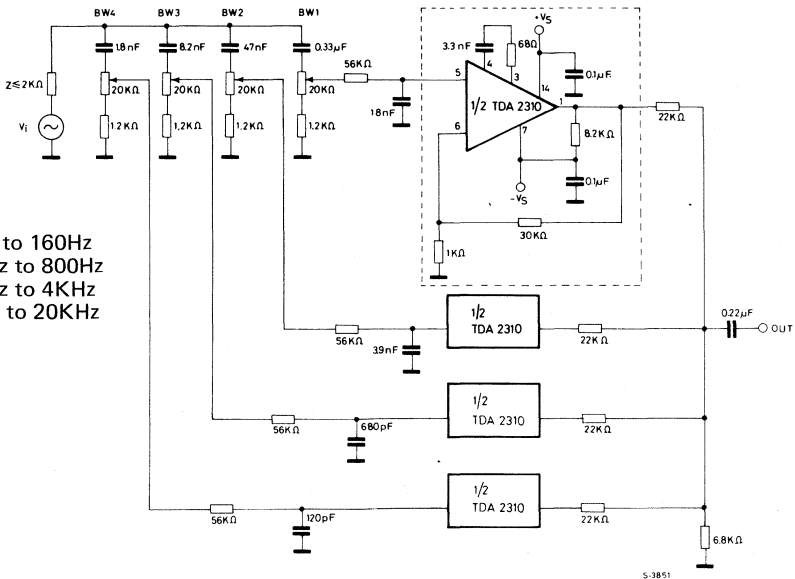 BW4 BW3 BW2 BW1
1.8nF 8.2nF 47nF 0.33µF
3.3nF 68Ω +VS
4 3
56KΩ
Z≤2KΩ 20KΩ 20KΩ 20KΩ 20KΩ
5 14 0.1µF
1/2 TDA 2310 1
18nF
22KΩ
Vi 1.2KΩ 1,2KΩ 1.2KΩ 1.2KΩ
6 7 8.2KΩ
0.1µF
-VS
30KΩ
1KΩ
to 160Hz
z to 800Hz
z to 4KHz
to 20KHz
1/2
TDA 2310
0.22µF
OUT
56KΩ 22KΩ
3.9nF
1/2
TDA 2310
56KΩ 680pF 22KΩ
1/2
TDA 2310
56KΩ 120pF 22KΩ
6.8KΩ
S-3851